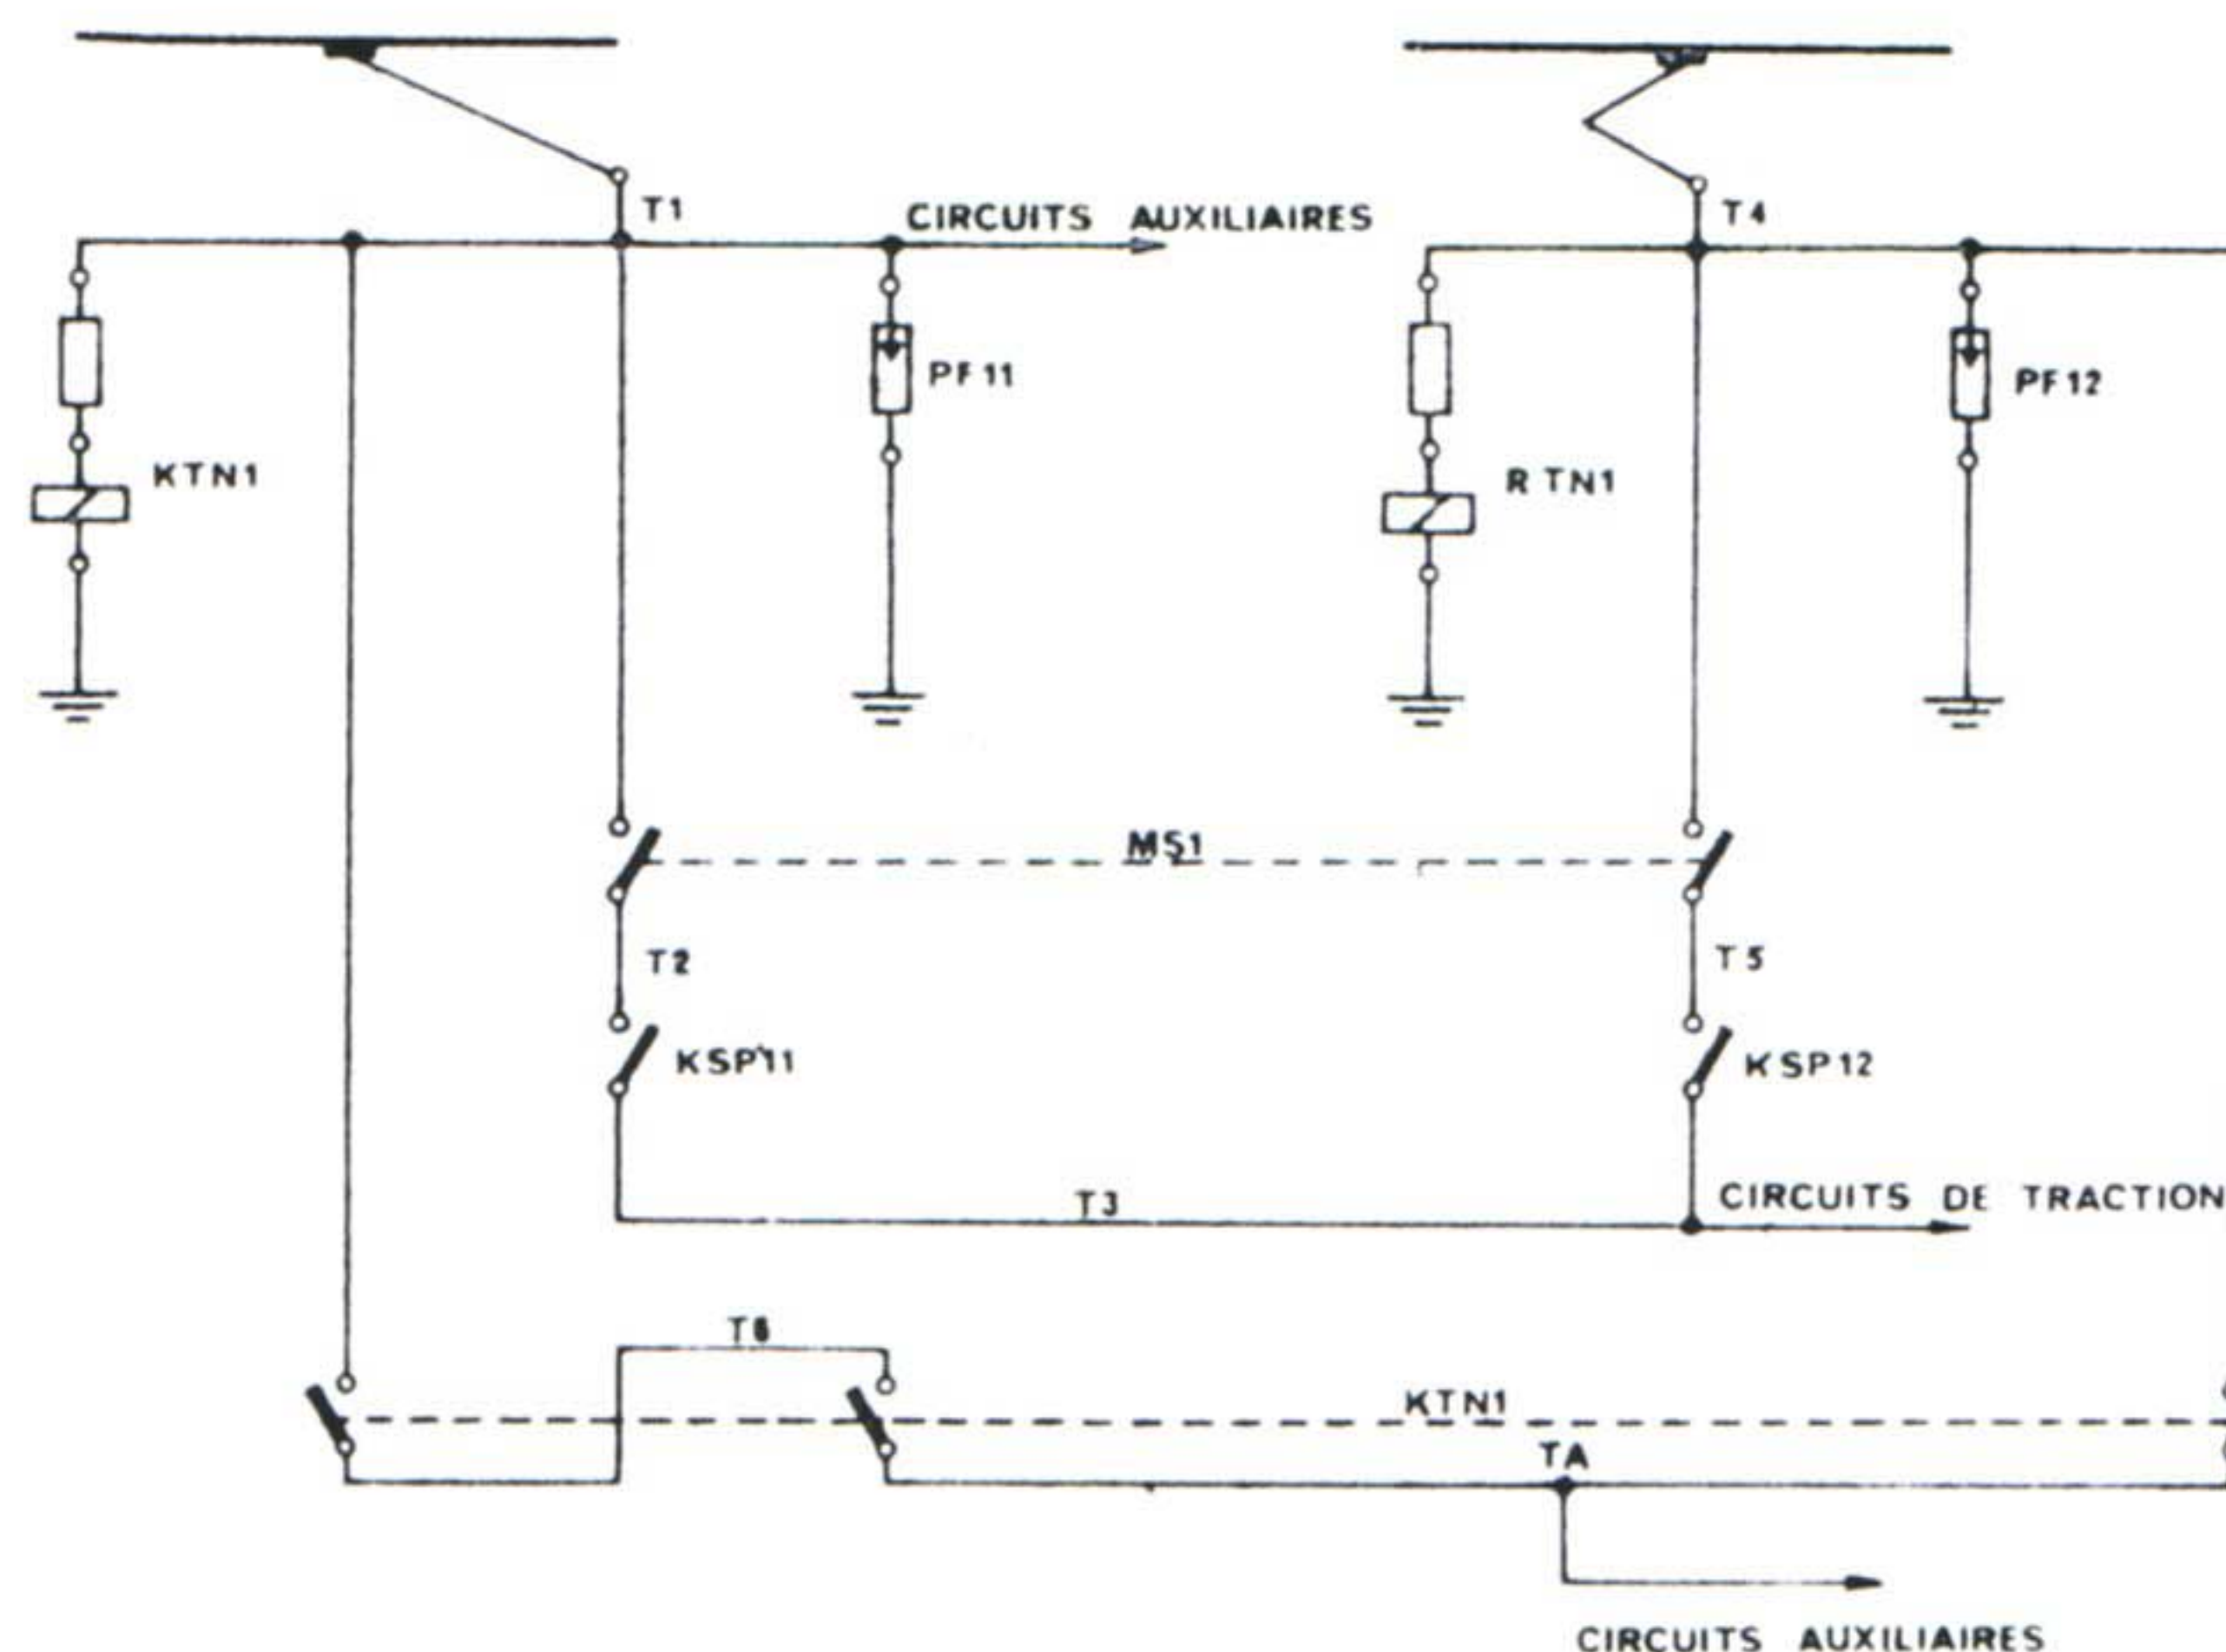 T1
T4
CIRCUITS AUXILIAIRES
PF11
PF12
KTN1
RTN1
MS1
T2
T5
KSP11
KSP12
T3
CIRCUITS DE TRACTION
T6
KTN1
TA
CIRCUITS AUXILIAIRES